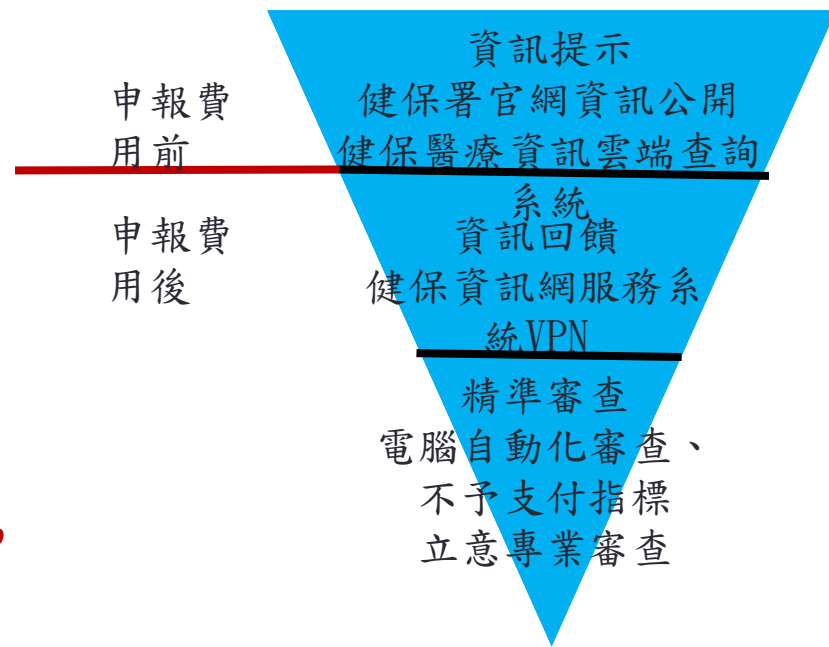 資訊提示
申報費
用前
健保署官網資訊公開
健保醫療資訊雲端查詢
系統
申報費
用後
資訊回饋
健保資訊網服務系
統VPN
精準審查
電腦自動化審查、
不予支付指標
立意專業審查